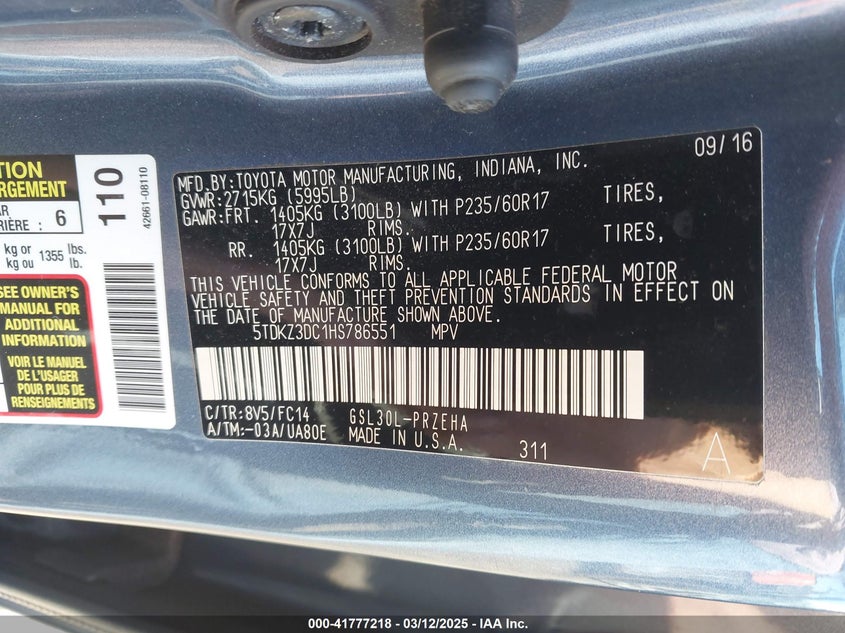 TION
ARGEMENT
AR
RIÈRE : 6
kg or 1355 lbs.
kg ou lb.
SEE OWNER'S
MANUAL FOR
ADDITIONAL
INFORMATION
VOIR LE MANUEL
DE L'USAGER
POUR PLUS DE
RENSEIGNEMENTS
110
42661-08110
09/16
MFD.BY:TOYOTA MOTOR MANUFACTURING, INDIANA, INC.
GVWR:2715KG (5995LB)
GAWR:FRT. 1405KG (3100LB) WITH P235/60R17 TIRES,
17X7J RIMS.
RR. 1405KG (3100LB) WITH P235/60R17 TIRES,
17X7J RIMS.
THIS VEHICLE CONFORMS TO ALL APPLICABLE FEDERAL MOTOR
VEHICLE SAFETY AND THEFT PREVENTION STANDARDS IN EFFECT ON
THE DATE OF MANUFACTURE SHOWN ABOVE.
5TDKZ3DC1HS786551 MPV
C/TR:8V5/FC14 GSL30L-PRZEHA
A/TM:-03A/UA80E MADE IN U.S.A. 311
A
000-41777218 - 03/12/2025 - IAA Inc.